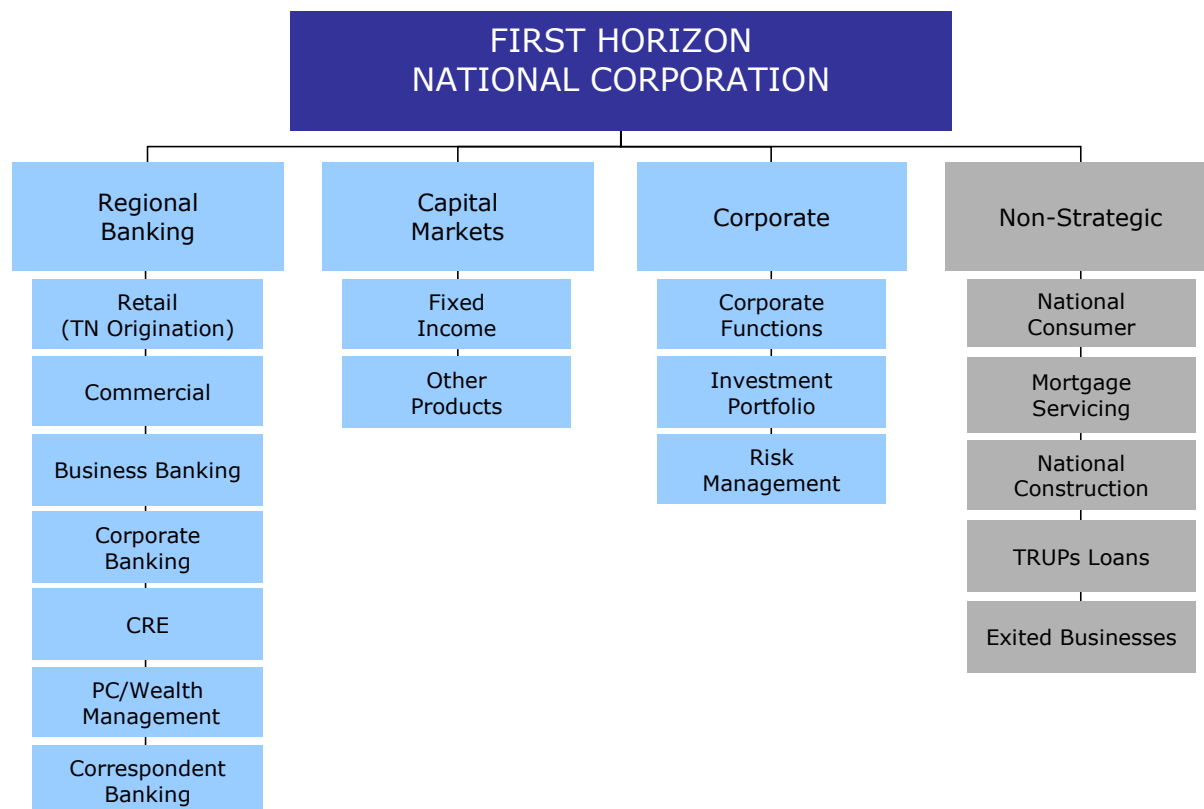 FIRST HORIZON
NATIONAL CORPORATION
Regional
Banking
Retail
(TN Origination)
Commercial
Business Banking
Corporate
Banking
CRE
PC/Wealth
Management
Correspondent
Banking
Capital
Markets
Fixed
Income
Other
Products
Corporate
Corporate
Functions
Investment
Portfolio
Risk
Management
Non-Strategic
National
Consumer
Mortgage
Servicing
National
Construction
TRUPs Loans
Exited Businesses